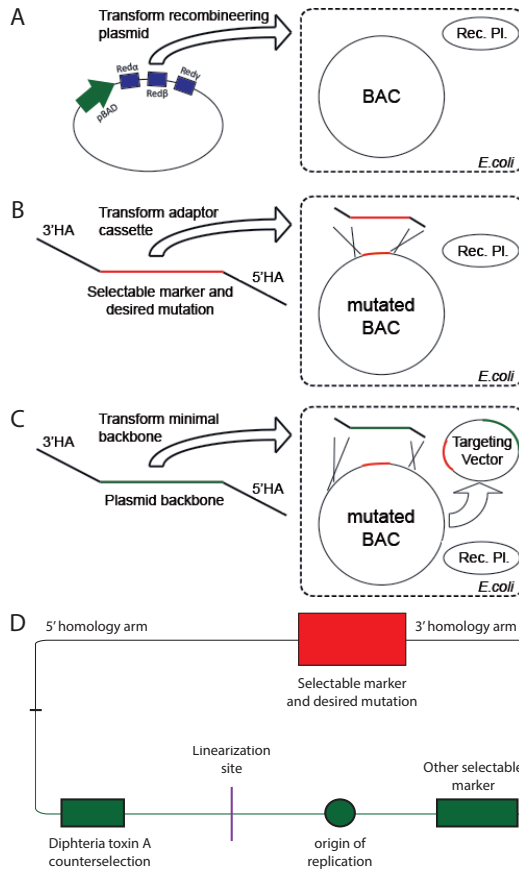 A
Transform recombineering
plasmid
Redα
Redβ
Redγ
pBAD
Rec. Pl.
BAC
E.coli
B
Transform adaptor
cassette
3'HA
5'HA
Selectable marker and
desired mutation
Rec. Pl.
mutated
BAC
E.coli
C
Transform minimal
backbone
3'HA
5'HA
Plasmid backbone
Targeting
Vector
mutated
BAC
Rec. Pl.
E.coli
D
5' homology arm
3' homology arm
Selectable marker
and desired mutation
Linearization
site
Other selectable
marker
Diphteria toxin A
counterselection
origin of
replication